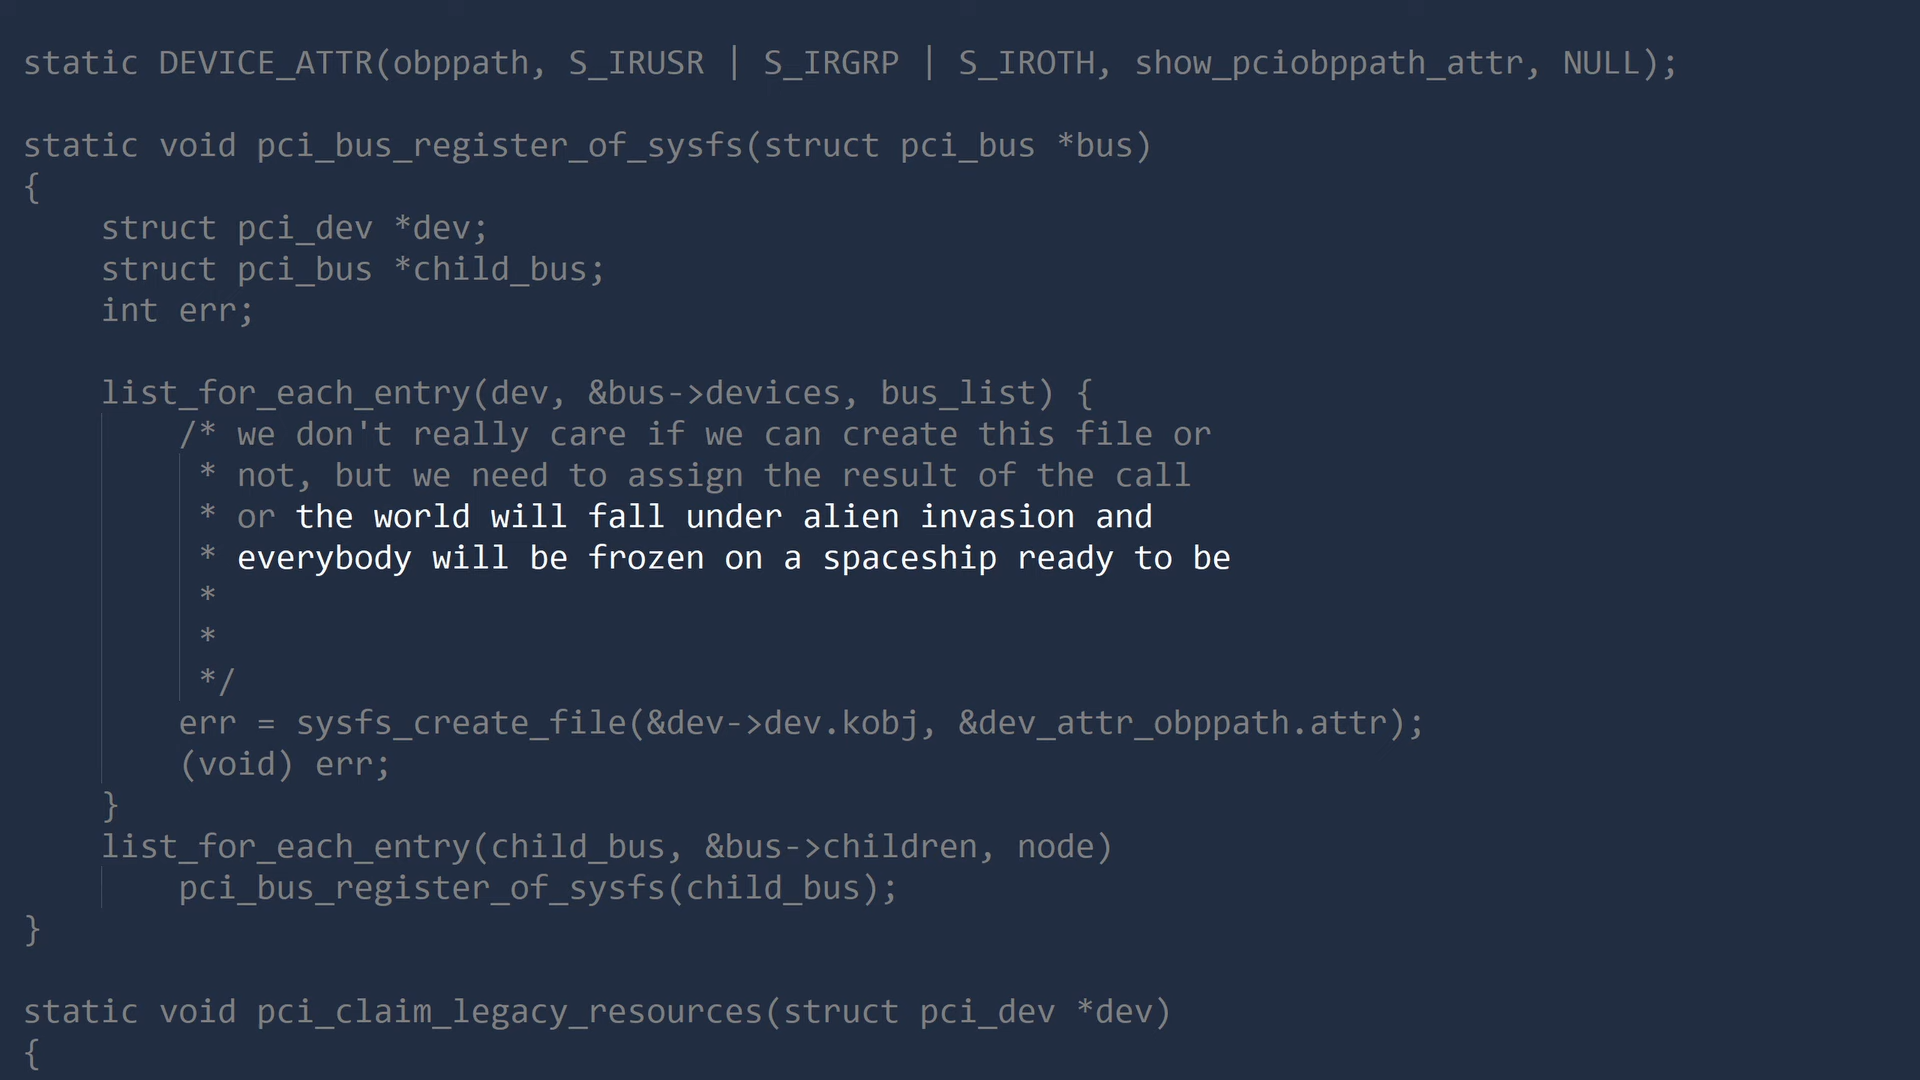 static DEVICE_ATTR(obppath, S_IRUSR | S_IRGRP | S_IROTH, show_pciobppath_attr, NULL);
static void pci_bus_register_of_sysfs(struct pci_bus *bus)
{
struct pci_dev *dev;
struct pci_bus *child_bus;
int err;
list_for_each_entry(dev, &bus->devices, bus_list) {
/* we don't really care if we can create this file or
* not, but we need to assign the result of the call
* or the world will fall under alien invasion and
* everybody will be frozen on a spaceship ready to be
*
*
*/
err = sysfs_create_file(&dev->dev.kobj, &dev_attr_obppath.attr);
(void) err;
}
list_for_each_entry(child_bus, &bus->children, node)
pci_bus_register_of_sysfs(child_bus);
}
static void pci_claim_legacy_resources(struct pci_dev *dev)
{